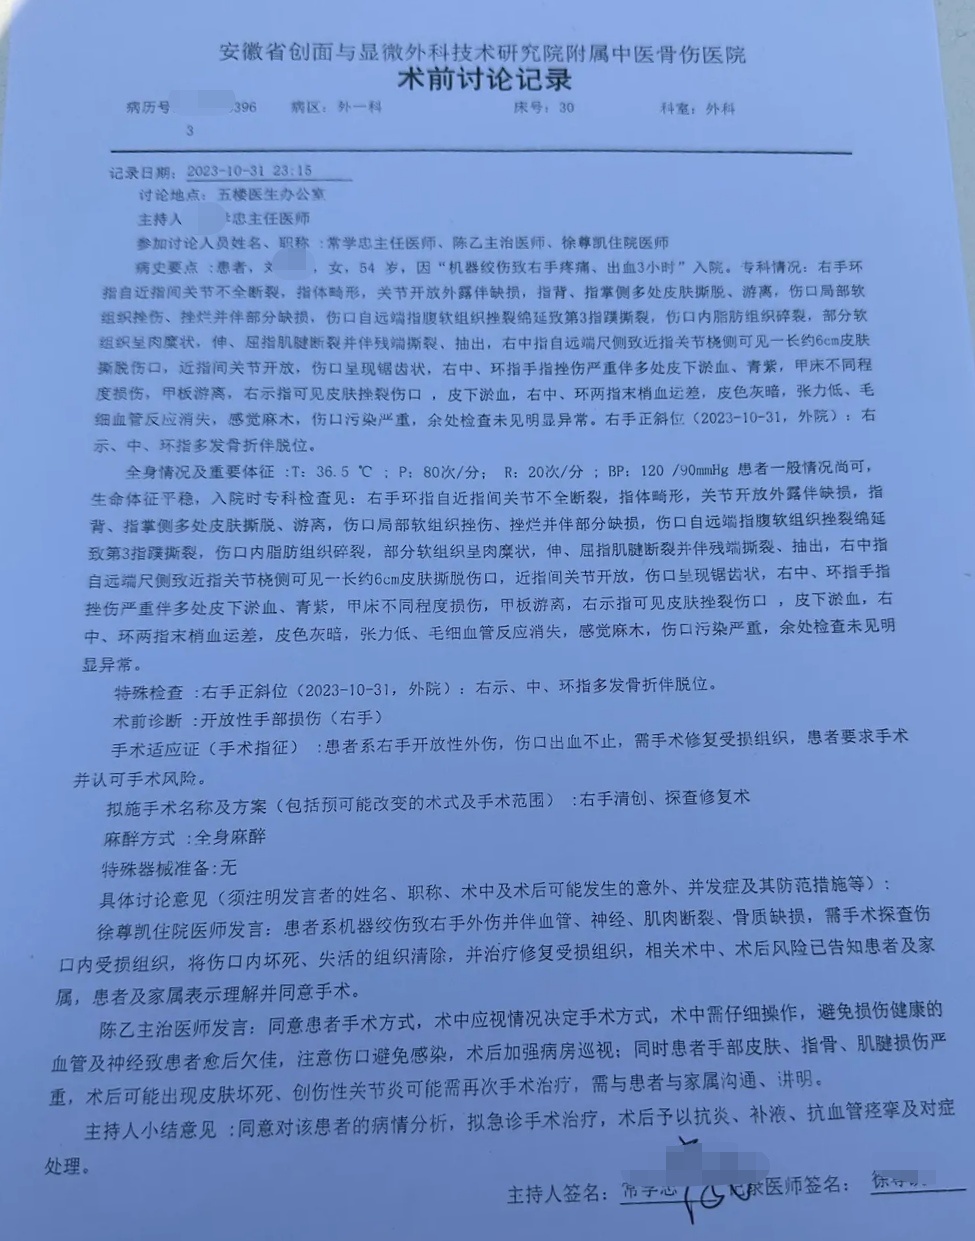 安徽省创面与显微外科技术研究院附属中医骨伤医院
术前讨论记录
病历号 396 病区：外一科 床号：30 科室：外科
3
记录日期：2023-10-31 23:15
讨论地点：五楼医生办公室
主持人 忠主任医师
参加讨论人员姓名、职称 :常学忠主任医师、陈乙主治医师、徐尊凯住院医师
病史要点 :患者，刘 ，女，54 岁，因“机器绞伤致右手疼痛、出血3小时”入院。专科情况：右手环
指自近指间关节不全断裂，指体畸形，关节开放外露伴缺损，指背、指掌侧多处皮肤撕脱、游离，伤口局部软
组织挫伤、挫烂并伴部分缺损，伤口自远端指腹软组织挫裂绵延致第3指蹼撕裂，伤口内脂肪组织碎裂，部分软
组织呈肉糜状，伸、屈指肌腱断裂并伴残端撕裂、抽出，右中指自远端尺侧致近指关节桡侧可见一长约6cm皮肤
撕脱伤口，近指间关节开放，伤口呈现锯齿状，右中、环指手指挫伤严重伴多处皮下淤血、青紫，甲床不同程
度损伤，甲板游离，右示指可见皮肤挫裂伤口 ，皮下淤血，右中、环两指末梢血运差，皮色灰暗，张力低、毛
细血管反应消失，感觉麻木，伤口污染严重，余处检查未见明显异常。右手正斜位（2023-10-31，外院）：右
示、中、环指多发骨折伴脱位。
全身情况及重要体征 :T：36.5 ℃ ；P：80次/分； R：20次/分 ；BP：120 /90mmHg 患者一般情况尚可，
生命体征平稳，入院时专科检查见：右手环指自近指间关节不全断裂，指体畸形，关节开放外露伴缺损，指
背、指掌侧多处皮肤撕脱、游离，伤口局部软组织挫伤、挫烂并伴部分缺损，伤口自远端指腹软组织挫裂绵延
致第3指蹼撕裂，伤口内脂肪组织碎裂，部分软组织呈肉糜状，伸、屈指肌腱断裂并伴残端撕裂、抽出，右中指
自远端尺侧致近指关节桡侧可见一长约6cm皮肤撕脱伤口，近指间关节开放，伤口呈现锯齿状，右中、环指手指
挫伤严重伴多处皮下淤血、青紫，甲床不同程度损伤，甲板游离，右示指可见皮肤挫裂伤口 ，皮下淤血，右
中、环两指末梢血运差，皮色灰暗，张力低、毛细血管反应消失，感觉麻木，伤口污染严重，余处检查未见明
显异常。
特殊检查 :右手正斜位（2023-10-31，外院）：右示、中、环指多发骨折伴脱位。
术前诊断 :开放性手部损伤（右手）
手术适应证（手术指征） :患者系右手开放性外伤，伤口出血不止，需手术修复受损组织，患者要求手术
并认可手术风险。
拟施手术名称及方案（包括预可能改变的术式及手术范围） :右手清创、探查修复术
麻醉方式 :全身麻醉
特殊器械准备:无
具体讨论意见（须注明发言者的姓名、职称、术中及术后可能发生的意外、并发症及其防范措施等）:
徐尊凯住院医师发言：患者系机器绞伤致右手外伤并伴血管、神经、肌肉断裂、骨质缺损，需手术探查伤
口内受损组织，将伤口内坏死、失活的组织清除，并治疗修复受损组织，相关术中、术后风险已告知患者及家
属，患者及家属表示理解并同意手术。
陈乙主治医师发言：同意患者手术方式，术中应视情况决定手术方式，术中需仔细操作，避免损伤健康的
血管及神经致患者愈后欠佳，注意伤口避免感染，术后加强病房巡视；同时患者手部皮肤、指骨、肌腱损伤严
重，术后可能出现皮肤坏死、创伤性关节炎可能需再次手术治疗，需与患者与家属沟通、讲明。
主持人小结意见 :同意对该患者的病情分析，拟急诊手术治疗，术后予以抗炎、补液、抗血管痉挛及对症
处理。
主持人签名：常学忠 录医师签名：徐尊